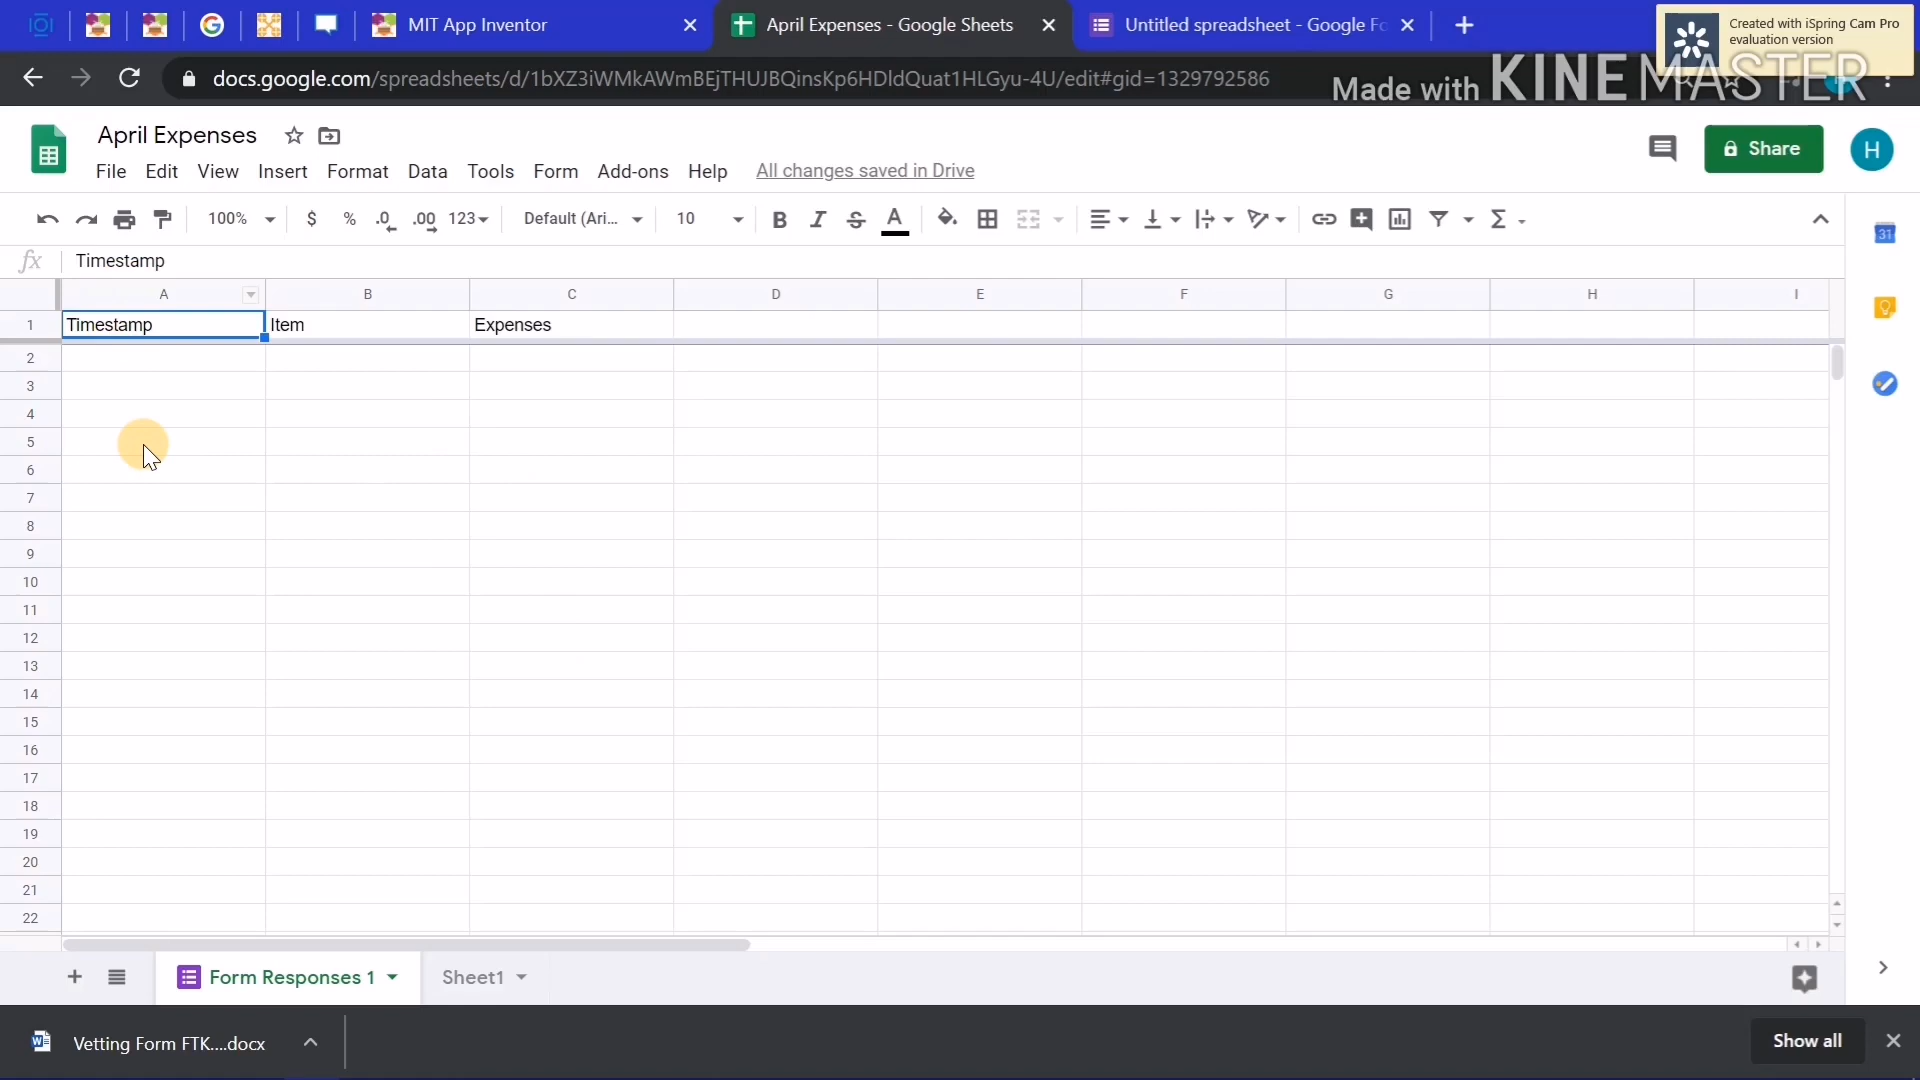 MIT App Inventor
April Expenses - Google Sheets
Untitled spreadsheet - Google Fo
Created with iSpring Cam Pro
evaluation version
docs.google.com/spreadsheets/d/1bXZ3iWMkAWmBEjTHUJBQinsKp6HDldQuat1HLGyu-4U/edit#gid=1329792586
Made with KINEMASTER
April Expenses
File Edit View Insert Format Data Tools Form Add-ons Help All changes saved in Drive
Share
H
100% $ % .0 .00 123 Default (Ari... 10 B I S A Σ
31
fx Timestamp
A B C D E F G H I
1 Timestamp Item Expenses
2
3
4
5
6
7
8
9
10
11
12
13
14
15
16
17
18
19
20
21
22
Form Responses 1 Sheet1
Vetting Form FTK....docx
Show all